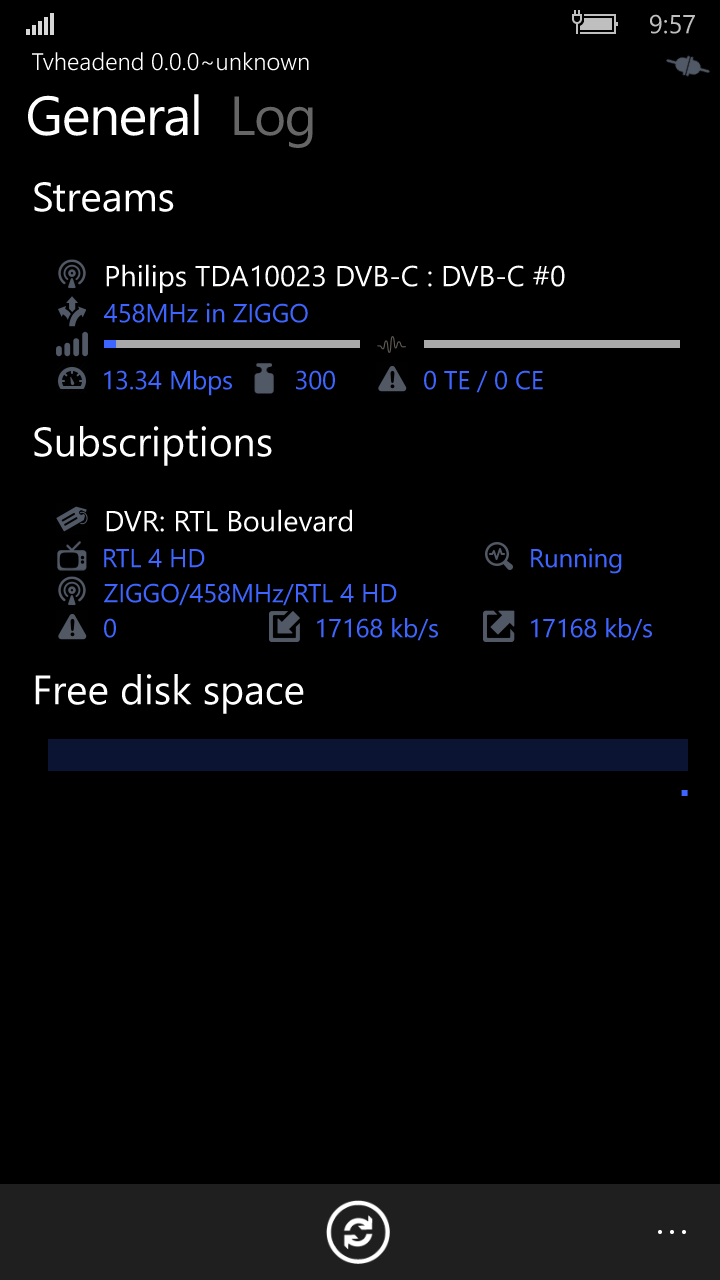 9:57
Tvheadend 0.0.0~unknown
General Log
Streams
Philips TDA10023 DVB-C : DVB-C #0
458MHz in ZIGGO
13.34 Mbps 300 0 TE / 0 CE
Subscriptions
DVR: RTL Boulevard
RTL 4 HD Running
ZIGGO/458MHz/RTL 4 HD
0 17168 kb/s 17168 kb/s
Free disk space